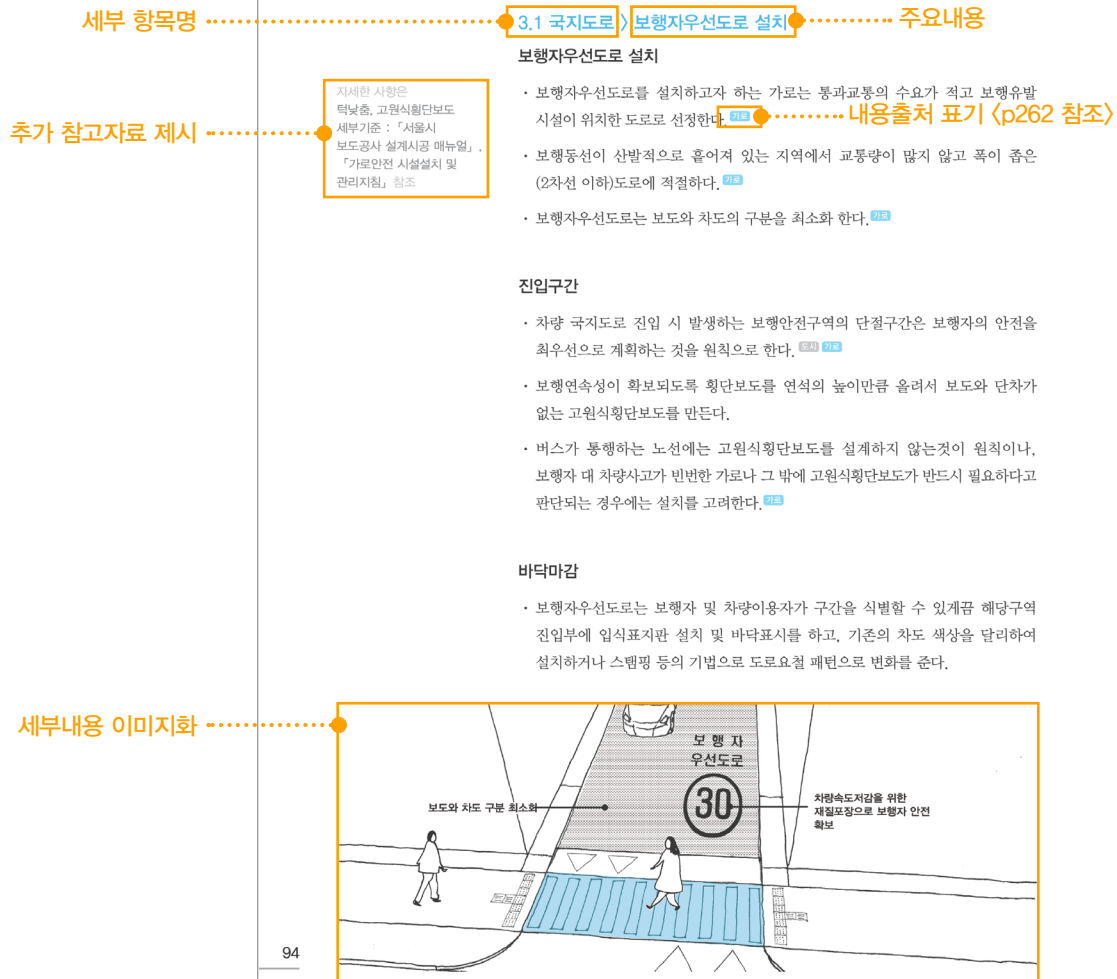 세부 항목명
3.1 국지도로 〉 보행자우선도로 설치
주요내용
보행자우선도로 설치
자세한 사항은
턱낮춤, 고원식횡단보도
세부기준 : 「서울시
보도공사 설계시공 매뉴얼」,
「가로안전 시설설치 및
관리지침」 참조
추가 참고자료 제시
· 보행자우선도로를 설치하고자 하는 가로는 통과교통의 수요가 적고 보행유발
시설이 위치한 도로로 선정한다. 가로
내용출처 표기 〈p262 참조〉
· 보행동선이 산발적으로 흩어져 있는 지역에서 교통량이 많지 않고 폭이 좁은
(2차선 이하)도로에 적절하다. 가로
· 보행자우선도로는 보도와 차도의 구분을 최소화 한다. 가로
진입구간
· 차량 국지도로 진입 시 발생하는 보행안전구역의 단절구간은 보행자의 안전을
최우선으로 계획하는 것을 원칙으로 한다. 도시 가로
· 보행연속성이 확보되도록 횡단보도를 연석의 높이만큼 올려서 보도와 단차가
없는 고원식횡단보도를 만든다.
· 버스가 통행하는 노선에는 고원식횡단보도를 설계하지 않는것이 원칙이나,
보행자 대 차량사고가 빈번한 가로나 그 밖에 고원식횡단보도가 반드시 필요하다고
판단되는 경우에는 설치를 고려한다. 가로
바닥마감
· 보행자우선도로는 보행자 및 차량이용자가 구간을 식별할 수 있게끔 해당구역
진입부에 입식표지판 설치 및 바닥표시를 하고, 기존의 차도 색상을 달리하여
설치하거나 스탬핑 등의 기법으로 도로요철 패턴으로 변화를 준다.
세부내용 이미지화
보 행 자
우선도로
30
보도와 차도 구분 최소화
차량속도저감을 위한
재질포장으로 보행자 안전
확보
94